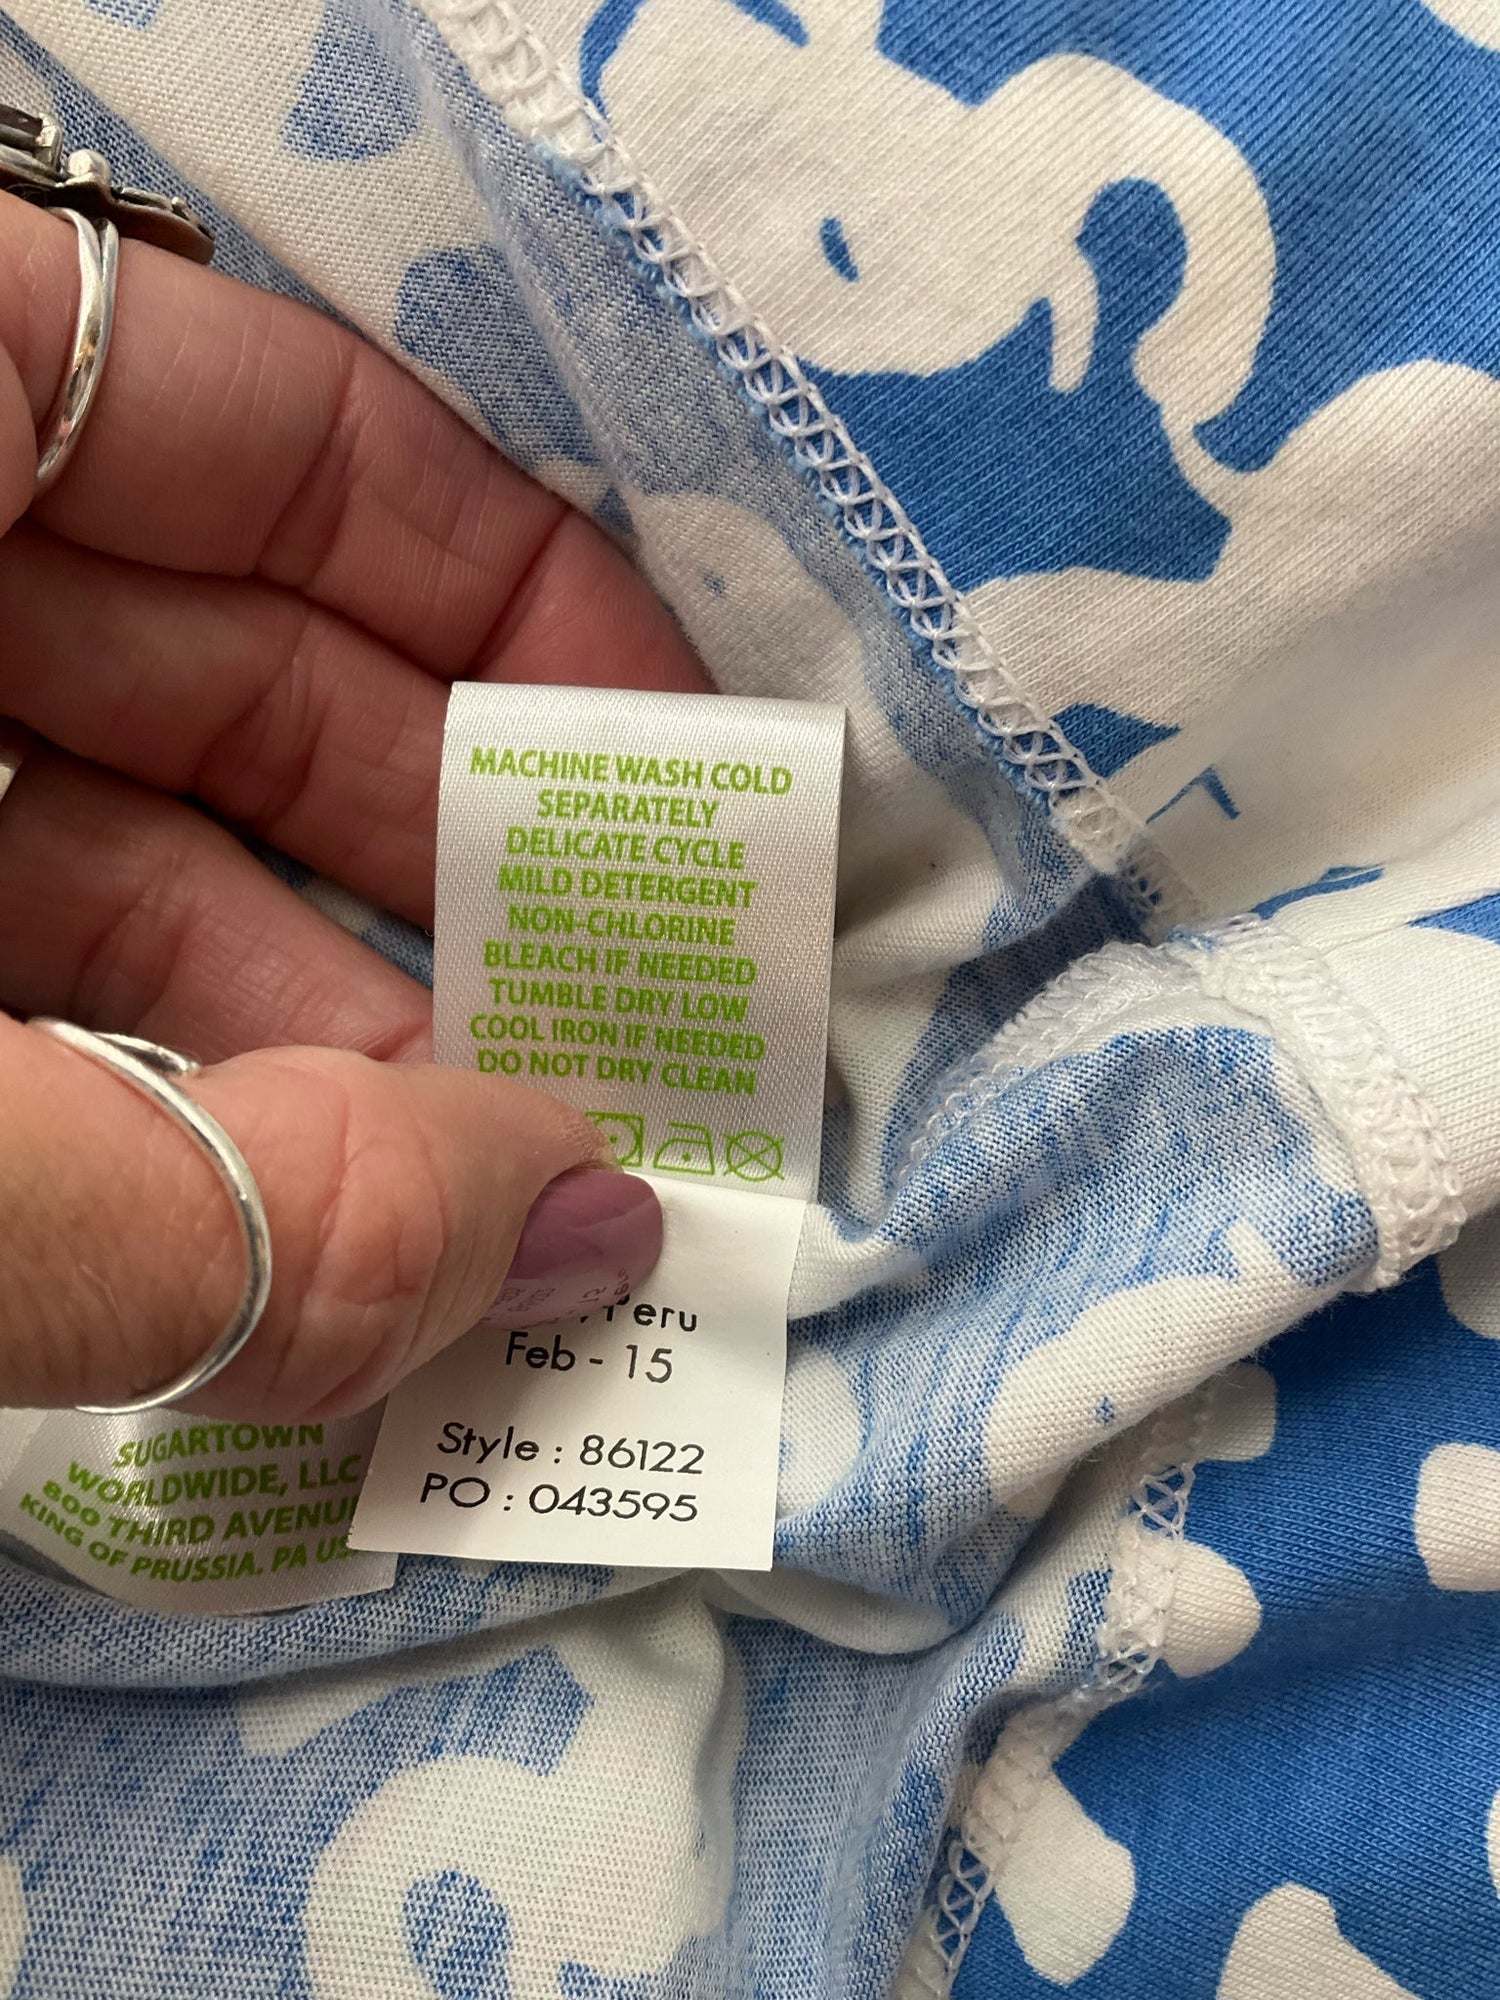 MACHINE WASH COLD
SEPARATELY
DELICATE CYCLE
MILD DETERGENT
NON-CHLORINE
BLEACH IF NEEDED
TUMBLE DRY LOW
COOL IRON IF NEEDED
DO NOT DRY CLEAN
Peru
Feb - 15
Style : 86122
PO : 043595
SUGARTOWN
WORLDWIDE, LLC
800 THIRD AVENUE
KING OF PRUSSIA. PA